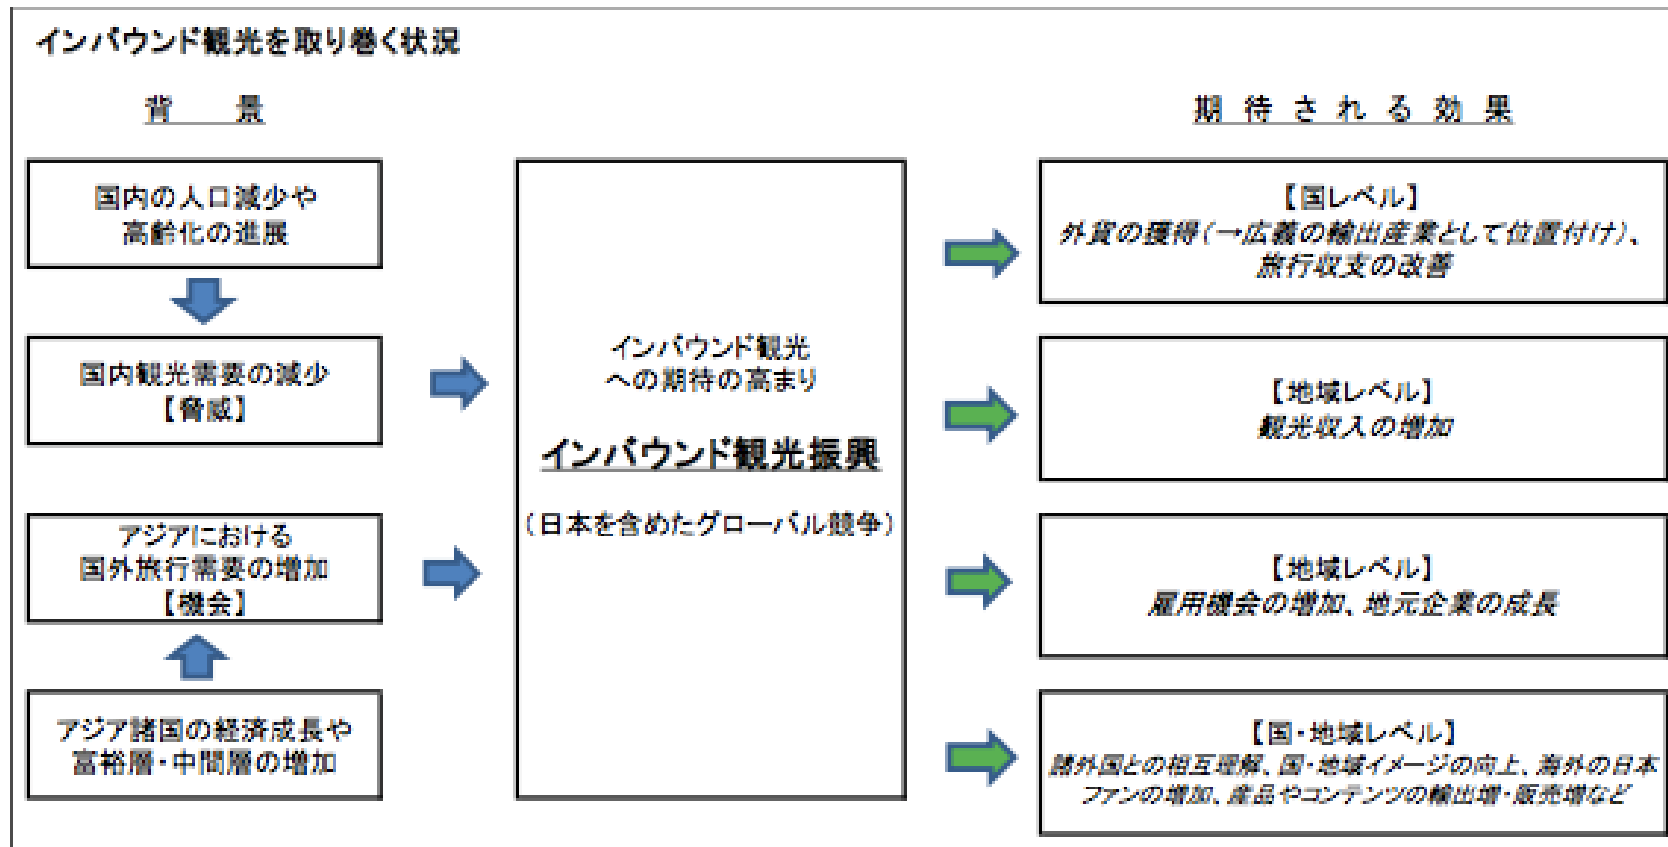 インバウンド観光を取り巻く状況
背　景
期待される効果
国内の人口減少や
高齢化の進展
国内観光需要の減少
【脅威】
アジアにおける
国外旅行需要の増加
【機会】
アジア諸国の経済成長や
富裕層・中間層の増加
インバウンド観光
への期待の高まり
インバウンド観光振興
（日本を含めたグローバル競争）
【国レベル】
外貨の獲得（→広義の輸出産業として位置付け）、
旅行収支の改善
【地域レベル】
観光収入の増加
【地域レベル】
雇用機会の増加、地元企業の成長
【国・地域レベル】
諸外国との相互理解、国・地域イメージの向上、海外の日本
ファンの増加、産品やコンテンツの輸出増・販売増など